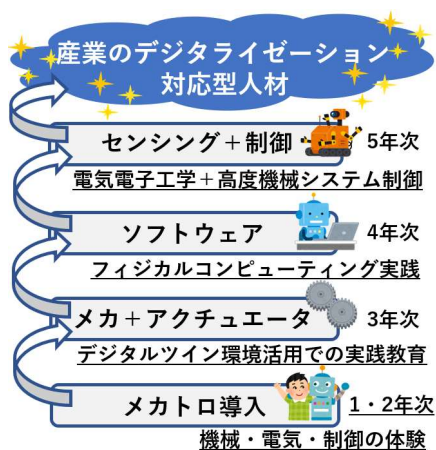 産業のデジタライゼーション
対応型人材
センシング＋制御 5年次
電気電子工学＋高度機械システム制御
ソフトウェア 4年次
フィジカルコンピューティング実践
メカ＋アクチュエータ 3年次
デジタルツイン環境活用での実践教育
メカトロ導入 1・2年次
機械・電気・制御の体験